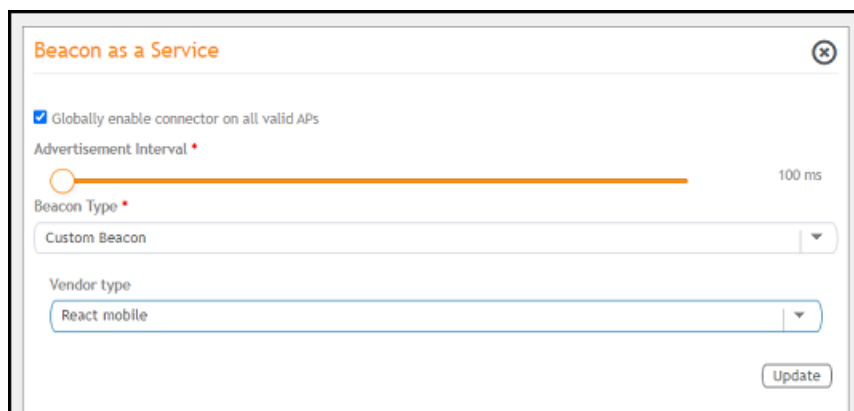 Beacon as a Service
Globally enable connector on all valid APs
Advertisement Interval *
100 ms
Beacon Type *
Custom Beacon
Vendor type
React mobile
Update